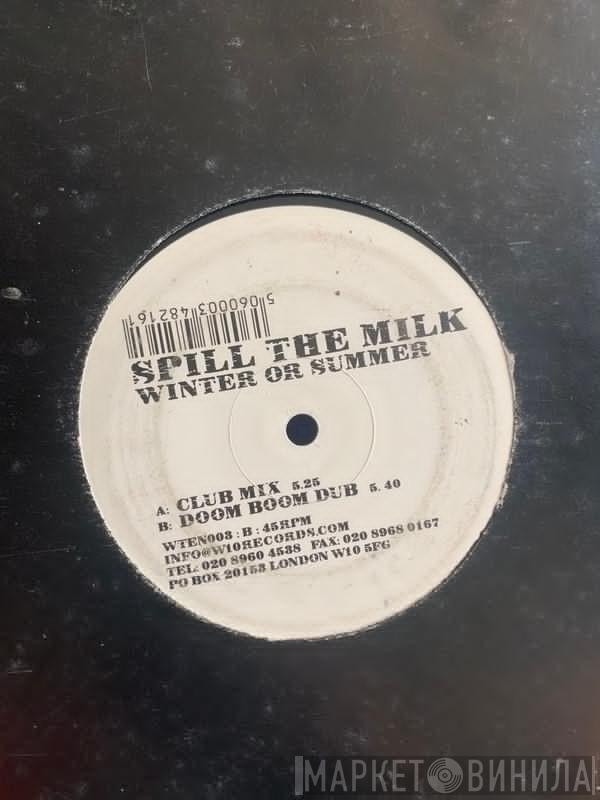 5 060003 482161
SPILL THE MILK
WINTER OR SUMMER
A: CLUB MIX 5.25
B: DOOM BOOM DUB 5. 40
WTEN003 : B : 45RPM
INFO@W10RECORDS.COM
TEL: 020 8960 4538 FAX: 020 8968 0167
PO BOX 20153 LONDON W10 5FG
МАРКЕТ ВИНИЛА